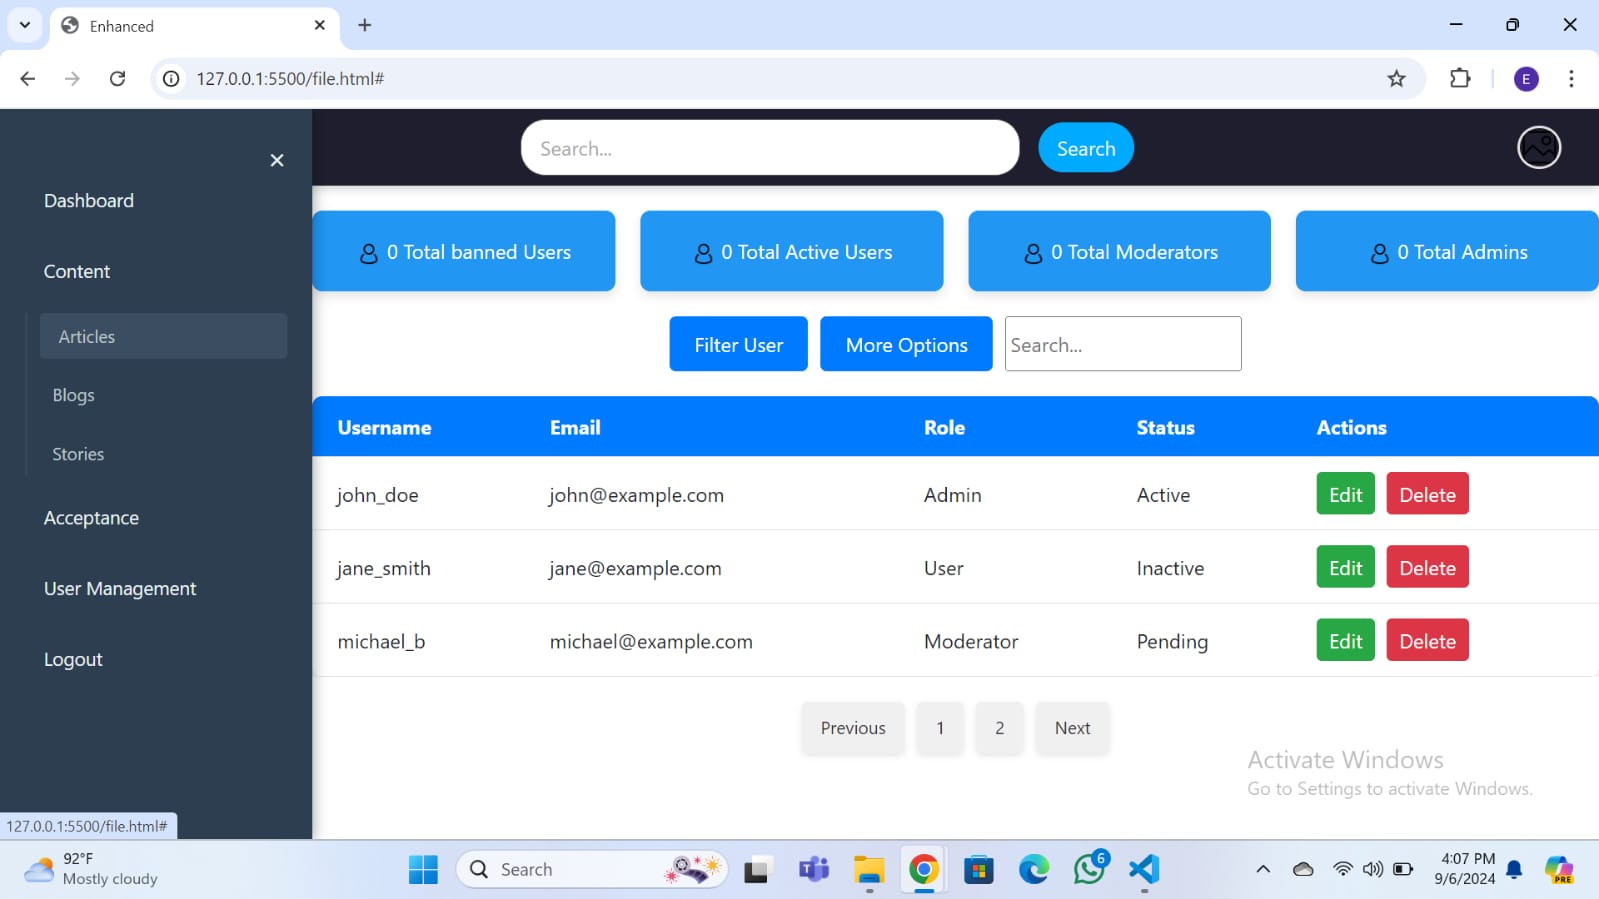 Enhanced
127.0.0.1:5500/file.html#
E
Search...
Search
Dashboard
Content
Articles
Blogs
Stories
Acceptance
User Management
Logout
0 Total banned Users
0 Total Active Users
0 Total Moderators
0 Total Admins
Filter User
More Options
Search...
Username Email Role Status Actions
john_doe john@example.com Admin Active Edit Delete
jane_smith jane@example.com User Inactive Edit Delete
michael_b michael@example.com Moderator Pending Edit Delete
Previous 1 2 Next
Activate Windows
Go to Settings to activate Windows.
127.0.0.1:5500/file.html#
92°F
Mostly cloudy
Search
6
4:07 PM
9/6/2024
PRE